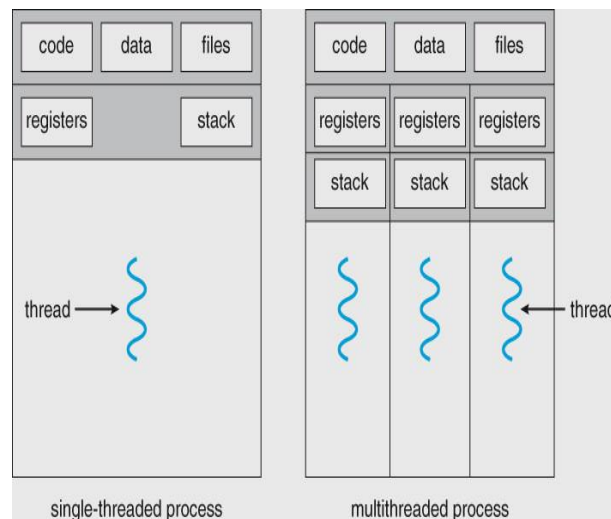 code data files
registers stack
thread
single-threaded process
code data files
registers registers registers
stack stack stack
thread
multithreaded process